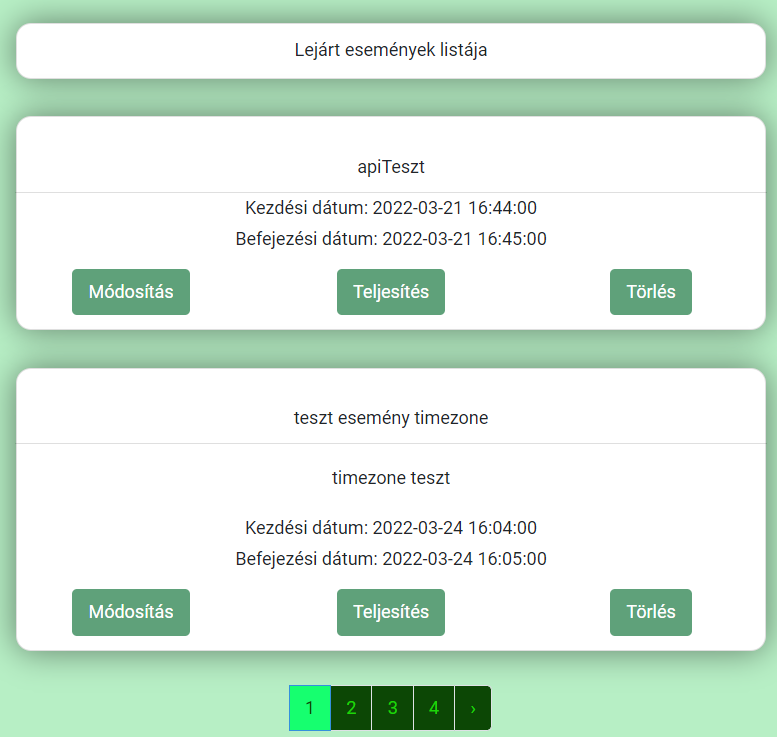 Lejárt események listája
apiTeszt
Kezdési dátum: 2022-03-21 16:44:00
Befejezési dátum: 2022-03-21 16:45:00
Módosítás Teljesítés Törlés
teszt esemény timezone
timezone teszt
Kezdési dátum: 2022-03-24 16:04:00
Befejezési dátum: 2022-03-24 16:05:00
Módosítás Teljesítés Törlés
1 2 3 4 ›